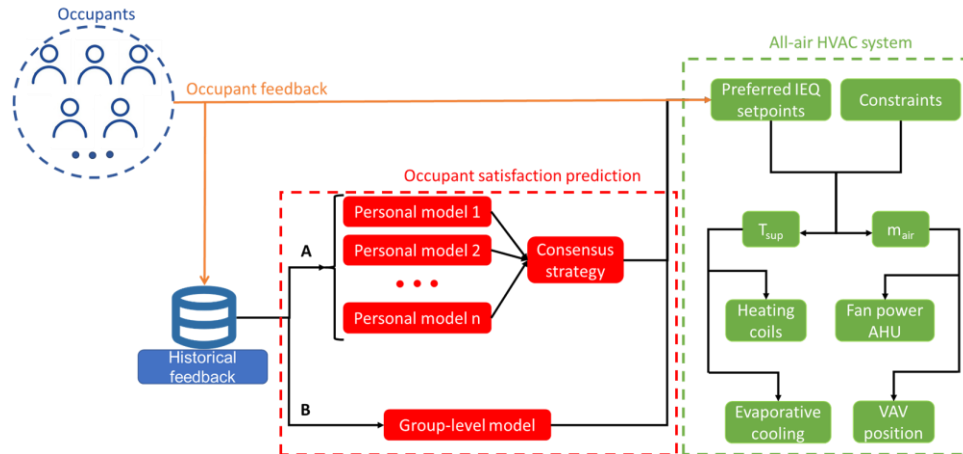 Occupants
Occupant feedback
Historical
feedback
Occupant satisfaction prediction
A
Personal model 1
Personal model 2
Personal model n
Consensus
strategy
B
Group-level model
All-air HVAC system
Preferred IEQ
setpoints
Constraints
Tsup
mair
Heating
coils
Fan power
AHU
Evaporative
cooling
VAV
position